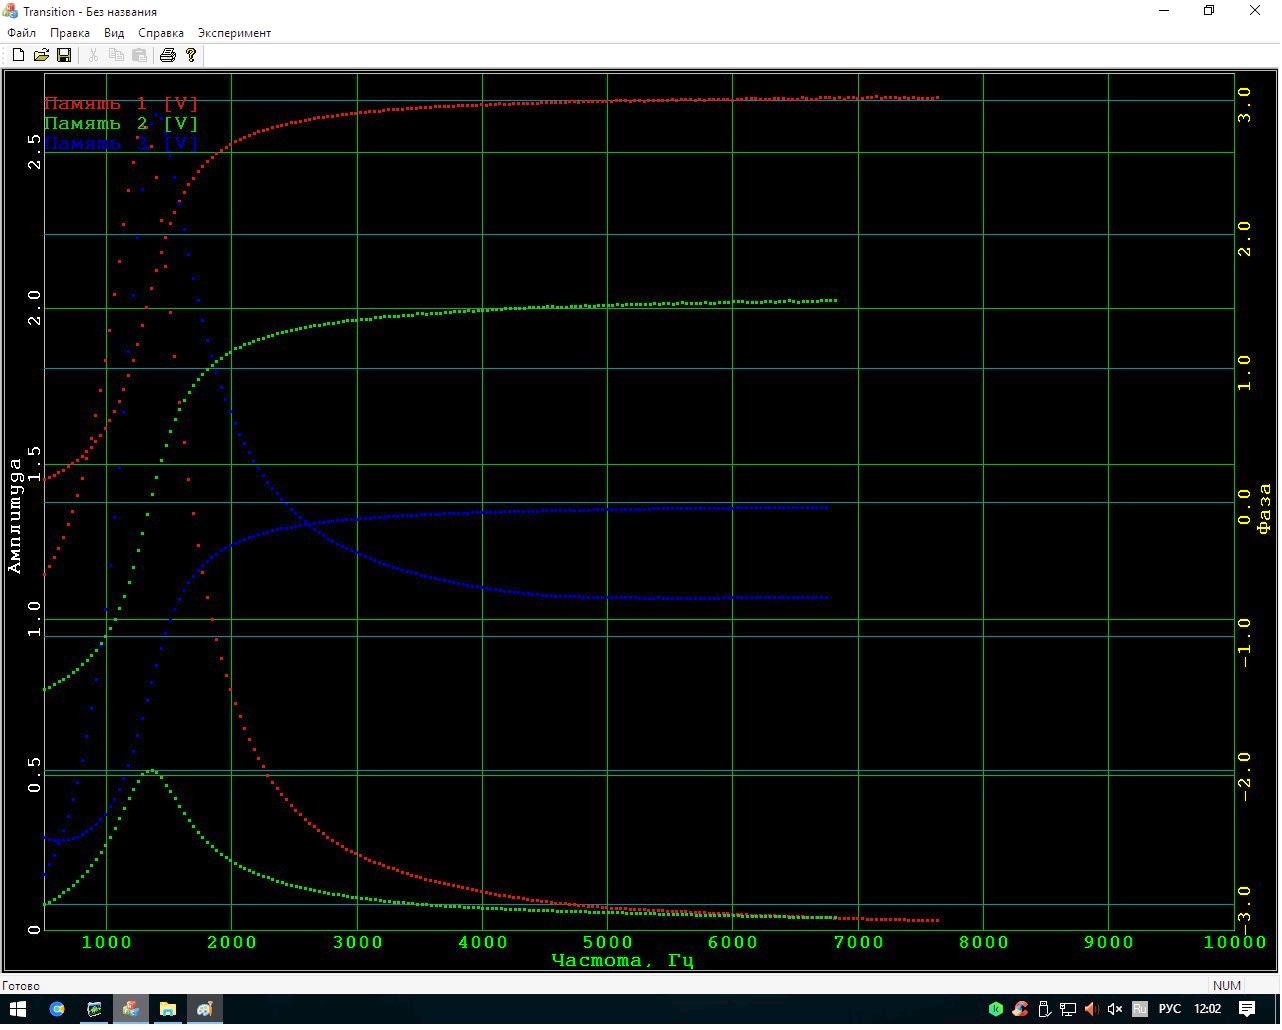 Transition - Без названия
Файл Правка Вид Справка Эксперимент
Память 1 [V]
Память 2 [V]
Память 3 [V]
Амплитуда
2.5
2.0
1.5
1.0
0.5
0
3.0
2.0
1.0
0.0
-1.0
-2.0
-3.0
Фаза
1000 2000 3000 4000 5000 6000 7000 8000 9000 10000
Частота, Гц
Готово
NUM
Ru РУС 12:02